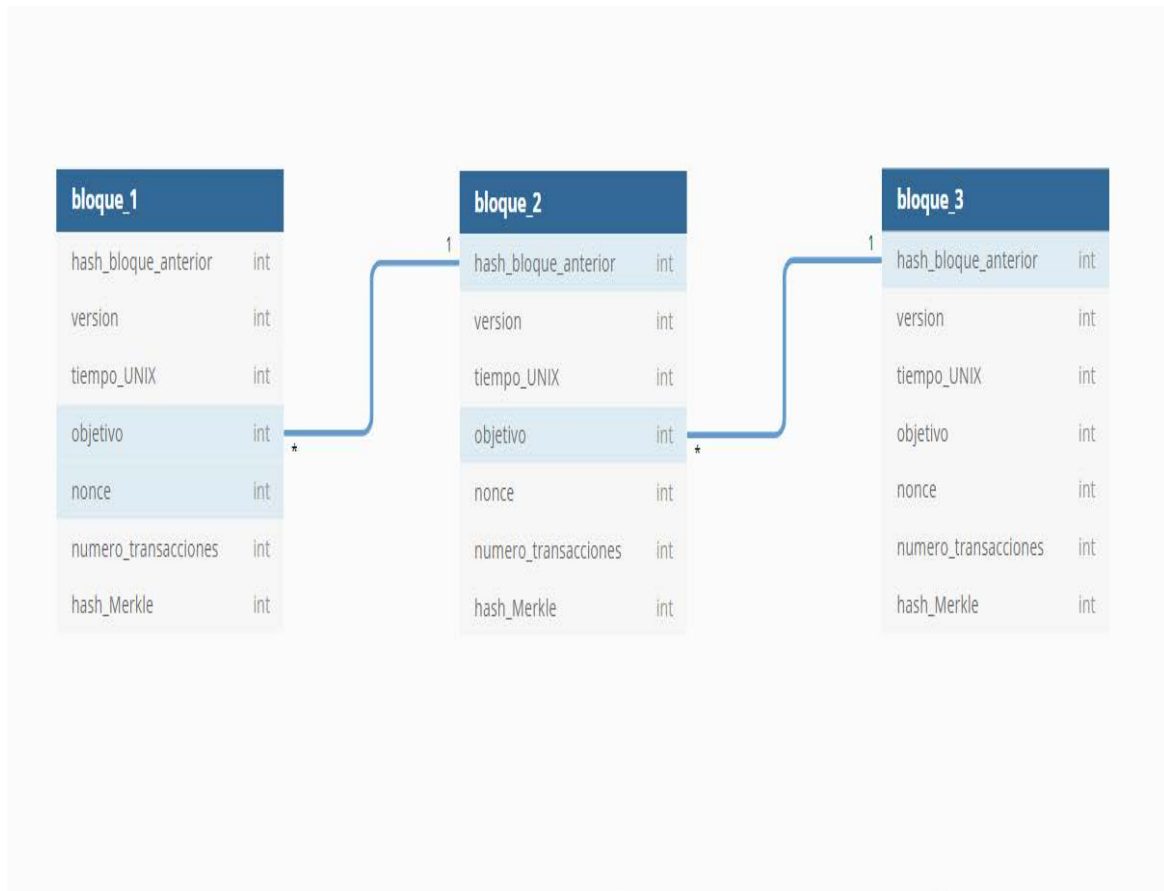 bloque_1
hash_bloque_anterior int
version int
tiempo_UNIX int
objetivo int
*
nonce int
numero_transacciones int
hash_Merkle int
1
bloque_2
hash_bloque_anterior int
version int
tiempo_UNIX int
objetivo int
*
nonce int
numero_transacciones int
hash_Merkle int
1
bloque_3
hash_bloque_anterior int
version int
tiempo_UNIX int
objetivo int
nonce int
numero_transacciones int
hash_Merkle int